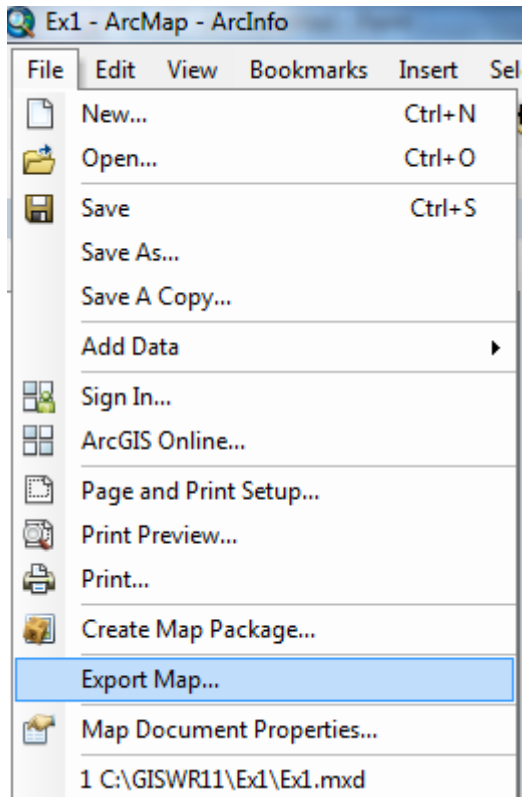 Ex1 - ArcMap - ArcInfo
File Edit View Bookmarks Insert Sel
New... Ctrl+N
Open... Ctrl+O
Save Ctrl+S
Save As...
Save A Copy...
Add Data
Sign In...
ArcGIS Online...
Page and Print Setup...
Print Preview...
Print...
Create Map Package...
Export Map...
Map Document Properties...
1 C:\GISWR11\Ex1\Ex1.mxd